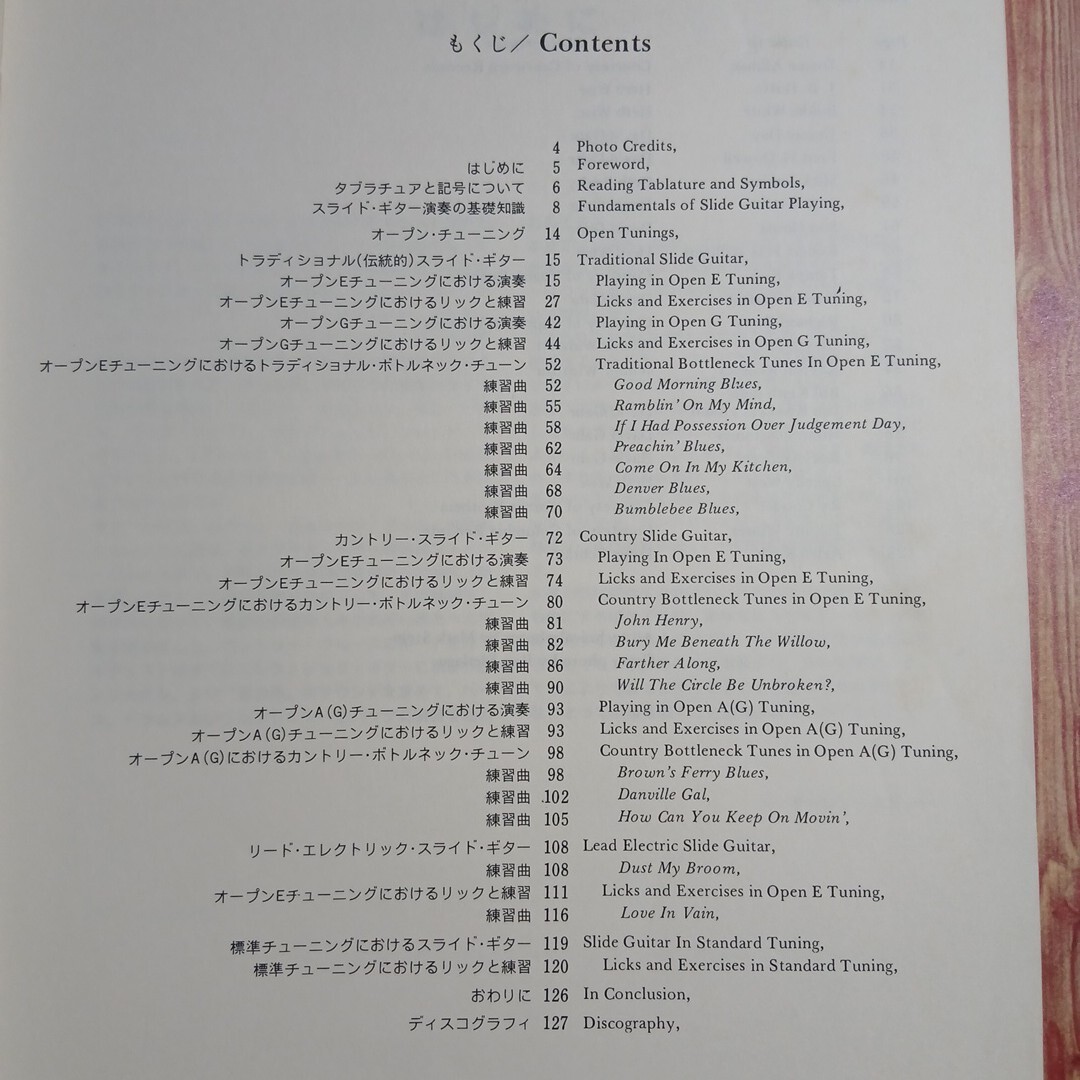 もくじ／ Contents
4 Photo Credits,
はじめに 5 Foreword,
タブラチュアと記号について 6 Reading Tablature and Symbols,
スライド・ギター演奏の基礎知識 8 Fundamentals of Slide Guitar Playing,
オープン・チューニング 14 Open Tunings,
トラディショナル(伝統的)スライド・ギター 15 Traditional Slide Guitar,
オープンEチューニングにおける演奏 15 Playing in Open E Tuning,
オープンEチューニングにおけるリックと練習 27 Licks and Exercises in Open E Tuning,
オープンGチューニングにおける演奏 42 Playing in Open G Tuning,
オープンGチューニングにおけるリックと練習 44 Licks and Exercises in Open G Tuning,
オープンEチューニングにおけるトラディショナル・ボトルネック・チューン 52 Traditional Bottleneck Tunes In Open E Tuning,
練習曲 52 Good Morning Blues,
練習曲 55 Ramblin' On My Mind,
練習曲 58 If I Had Possession Over Judgement Day,
練習曲 62 Preachin' Blues,
練習曲 64 Come On In My Kitchen,
練習曲 68 Denver Blues,
練習曲 70 Bumblebee Blues,
カントリー・スライド・ギター 72 Country Slide Guitar,
オープンEチューニングにおける演奏 73 Playing In Open E Tuning,
オープンEチューニングにおけるリックと練習 74 Licks and Exercises in Open E Tuning,
オープンEチューニングにおけるカントリー・ボトルネック・チューン 80 Country Bottleneck Tunes in Open E Tuning,
練習曲 81 John Henry,
練習曲 82 Bury Me Beneath The Willow,
練習曲 86 Farther Along,
練習曲 90 Will The Circle Be Unbroken?,
オープンA(G)チューニングにおける演奏 93 Playing in Open A(G) Tuning,
オープンA(G)チューニングにおけるリックと練習 93 Licks and Exercises in Open A(G) Tuning,
オープンA(G)におけるカントリー・ボトルネック・チューン 98 Country Bottleneck Tunes in Open A(G) Tuning,
練習曲 98 Brown's Ferry Blues,
練習曲 102 Danville Gal,
練習曲 105 How Can You Keep On Movin',
リード・エレクトリック・スライド・ギター 108 Lead Electric Slide Guitar,
練習曲 108 Dust My Broom,
オープンEチューニングにおけるリックと練習 111 Licks and Exercises in Open E Tuning,
練習曲 116 Love In Vain,
標準チューニングにおけるスライド・ギター 119 Slide Guitar In Standard Tuning,
標準チューニングにおけるリックと練習 120 Licks and Exercises in Standard Tuning,
おわりに 126 In Conclusion,
ディスコグラフィ 127 Discography,